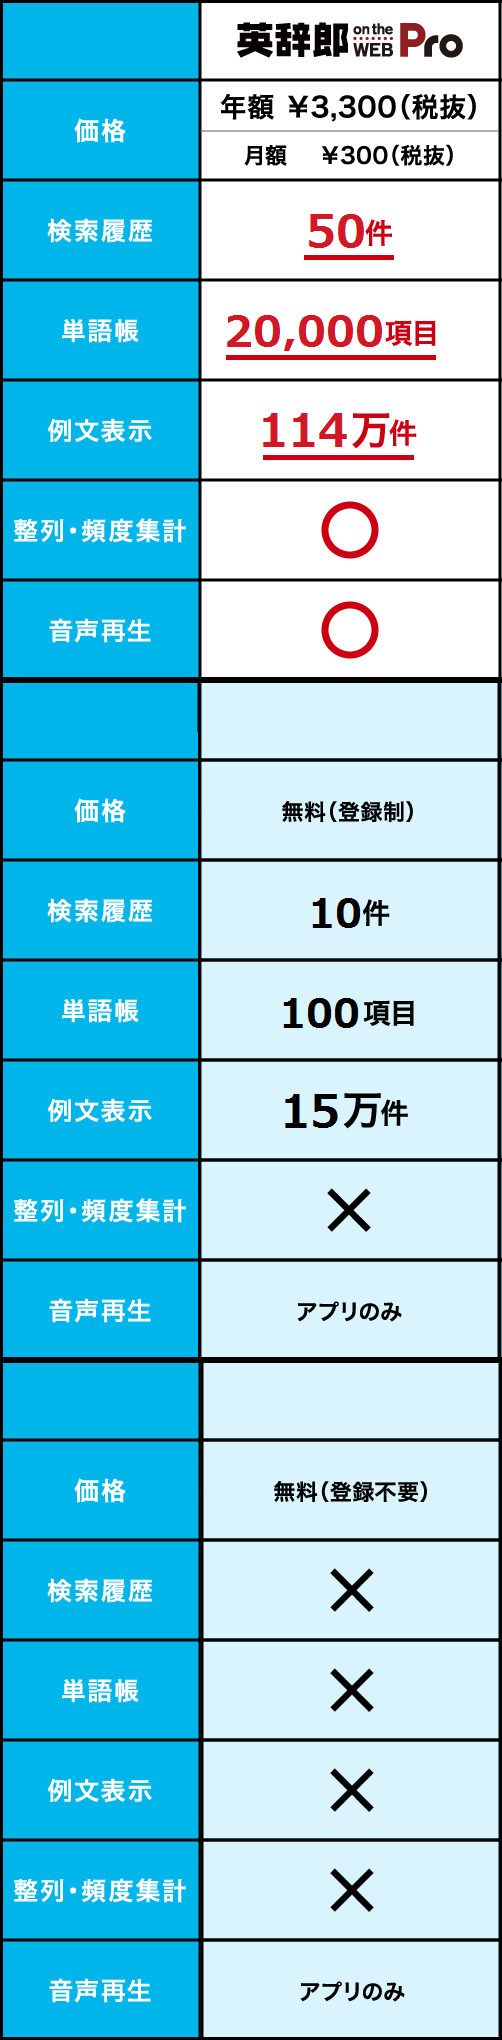 英辞郎 on the WEB Pro
価格
年額 ¥3,300(税抜)
月額 ¥300(税抜)
検索履歴 50件
単語帳 20,000項目
例文表示 114万件
整列・頻度集計 ○
音声再生 ○
価格 無料(登録制)
検索履歴 10件
単語帳 100項目
例文表示 15万件
整列・頻度集計 ×
音声再生 アプリのみ
価格 無料(登録不要)
検索履歴 ×
単語帳 ×
例文表示 ×
整列・頻度集計 ×
音声再生 アプリのみ